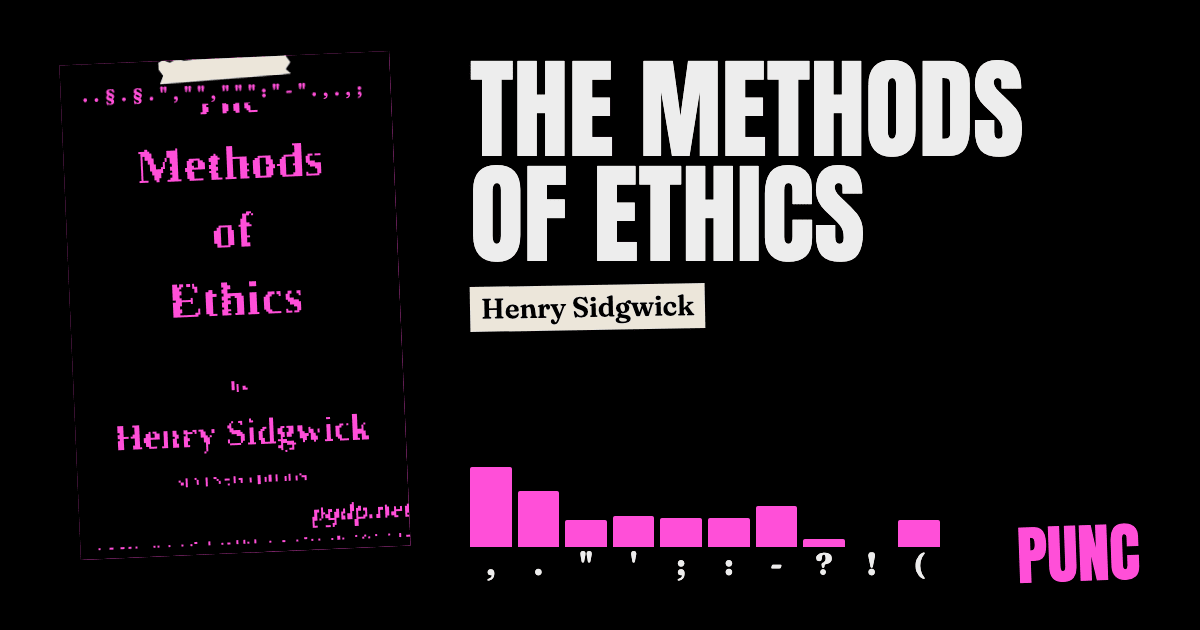 ..§.§.","",""":"-".,.,;
Methods
of
Ethics
Henry Sidgwick
pgdp.net
THE METHODS
OF ETHICS
Henry Sidgwick
, . " ' ; : - ? ! (
PUNC